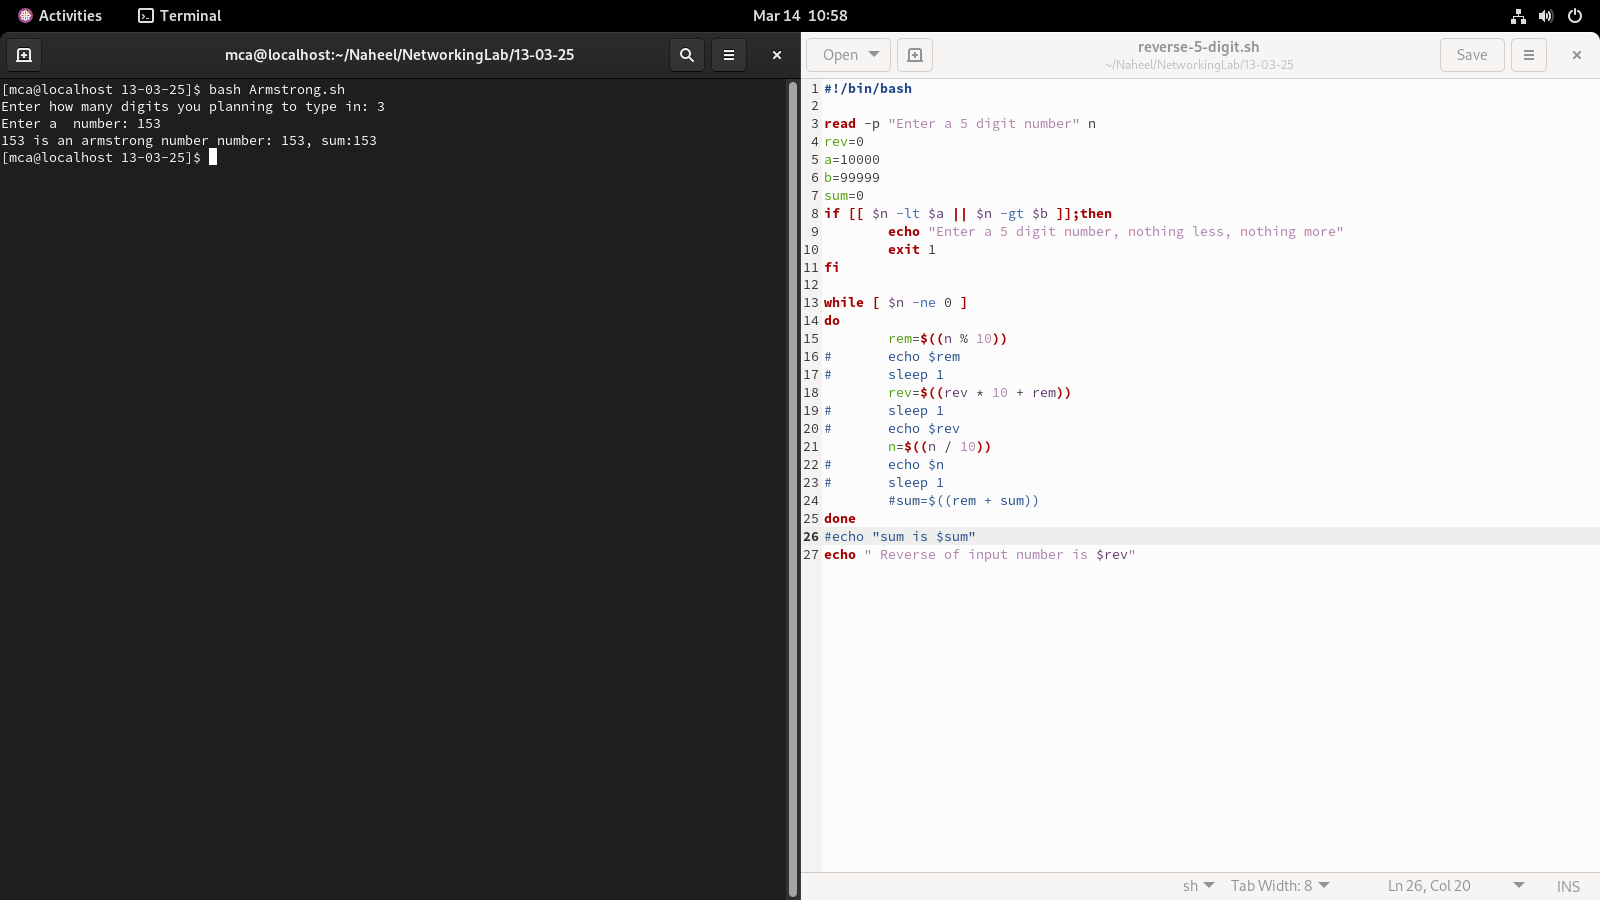 Activities Terminal Mar 14 10:58
mca@localhost:~/Naheel/NetworkingLab/13-03-25
[mca@localhost 13-03-25]$ bash Armstrong.sh
Enter how many digits you planning to type in: 3
Enter a  number: 153
153 is an armstrong number number: 153, sum:153
[mca@localhost 13-03-25]$
Open reverse-5-digit.sh Save
~/Naheel/NetworkingLab/13-03-25
1 #!/bin/bash
2
3 read -p "Enter a 5 digit number" n
4 rev=0
5 a=10000
6 b=99999
7 sum=0
8 if [[ $n -lt $a || $n -gt $b ]];then
9         echo "Enter a 5 digit number, nothing less, nothing more"
10         exit 1
11 fi
12
13 while [ $n -ne 0 ]
14 do
15         rem=$((n % 10))
16 #       echo $rem
17 #       sleep 1
18         rev=$((rev * 10 + rem))
19 #       sleep 1
20 #       echo $rev
21         n=$((n / 10))
22 #       echo $n
23 #       sleep 1
24         #sum=$((rem + sum))
25 done
26 #echo "sum is $sum"
27 echo " Reverse of input number is $rev"
sh Tab Width: 8 Ln 26, Col 20 INS